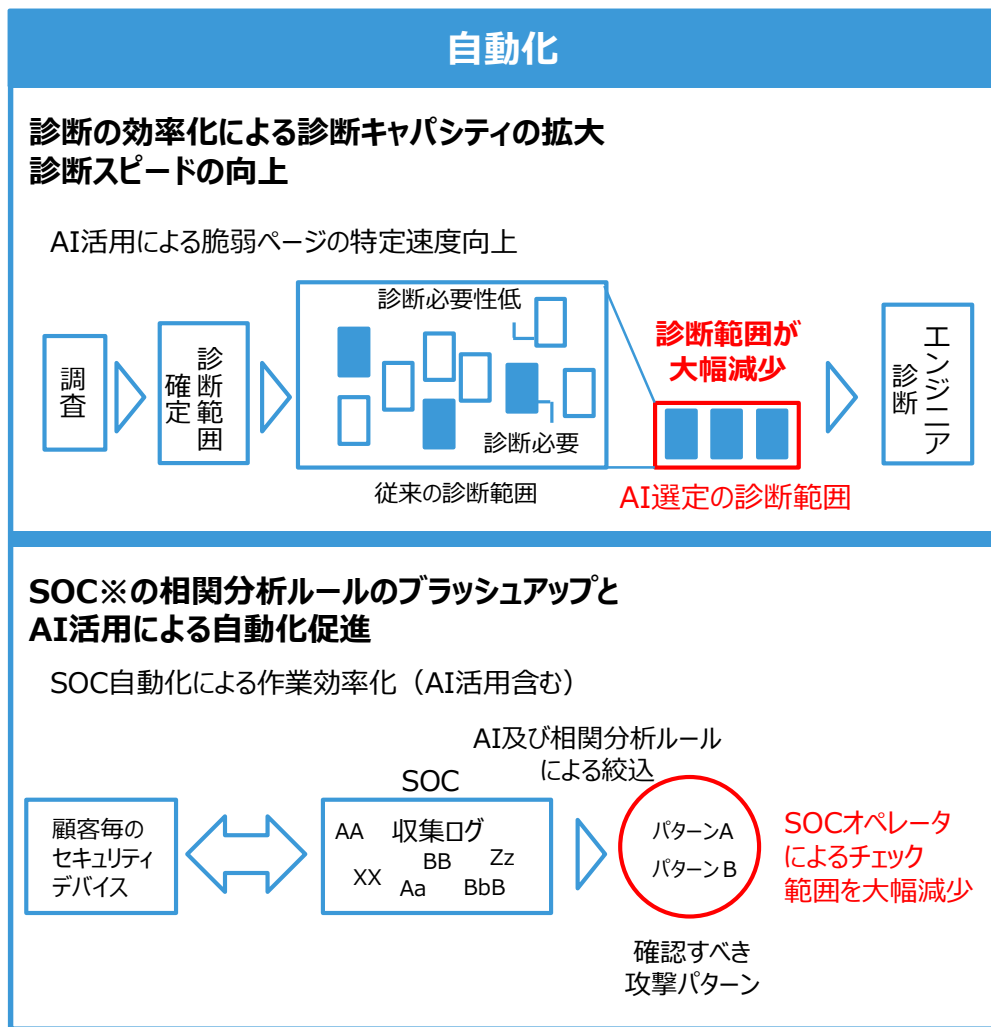 自動化
診断の効率化による診断キャパシティの拡大
診断スピードの向上
AI活用による脆弱ページの特定速度向上
調査
診断範囲
確定
診断必要性低
診断必要
従来の診断範囲
診断範囲が
大幅減少
AI選定の診断範囲
エンジニア
診断
SOC※の相関分析ルールのブラッシュアップと
AI活用による自動化促進
SOC自動化による作業効率化（AI活用含む）
顧客毎の
セキュリティ
デバイス
SOC
AA 収集ログ
BB Zz
XX Aa BbB
AI及び相関分析ルール
による絞込
パターンA
パターンB
確認すべき
攻撃パターン
SOCオペレータ
によるチェック
範囲を大幅減少